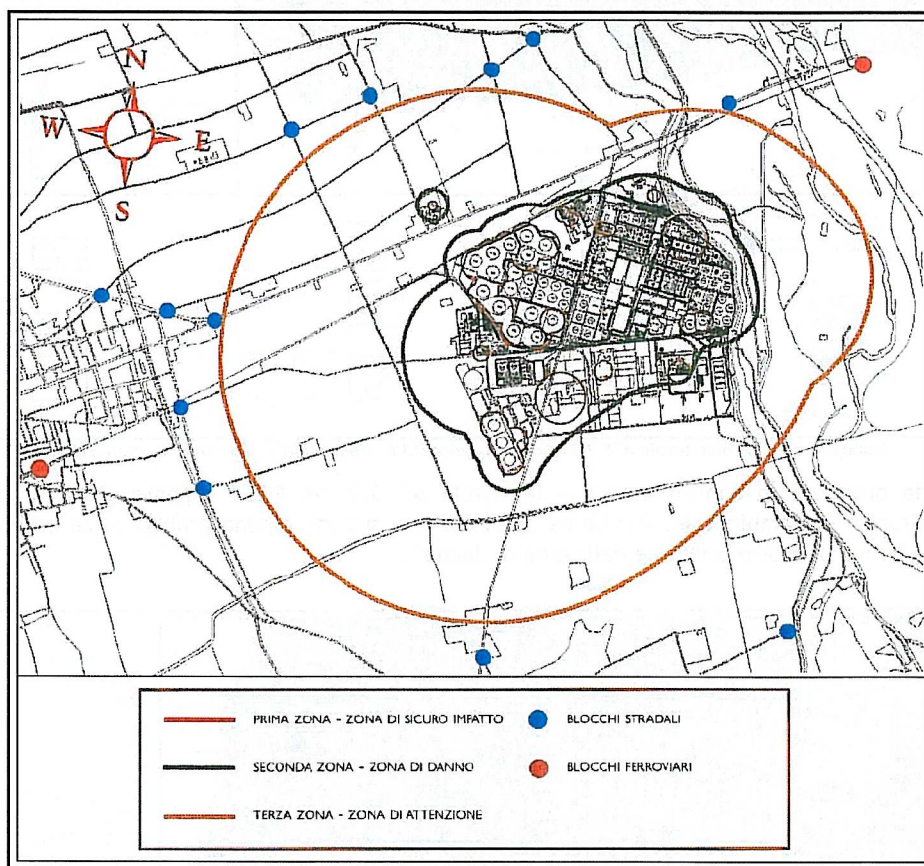 N
W
E
S
PRIMA ZONA - ZONA DI SICURO IMPATTO
BLOCCHI STRADALI
SECONDA ZONA - ZONA DI DANNO
BLOCCHI FERROVIARI
TERZA ZONA - ZONA DI ATTENZIONE